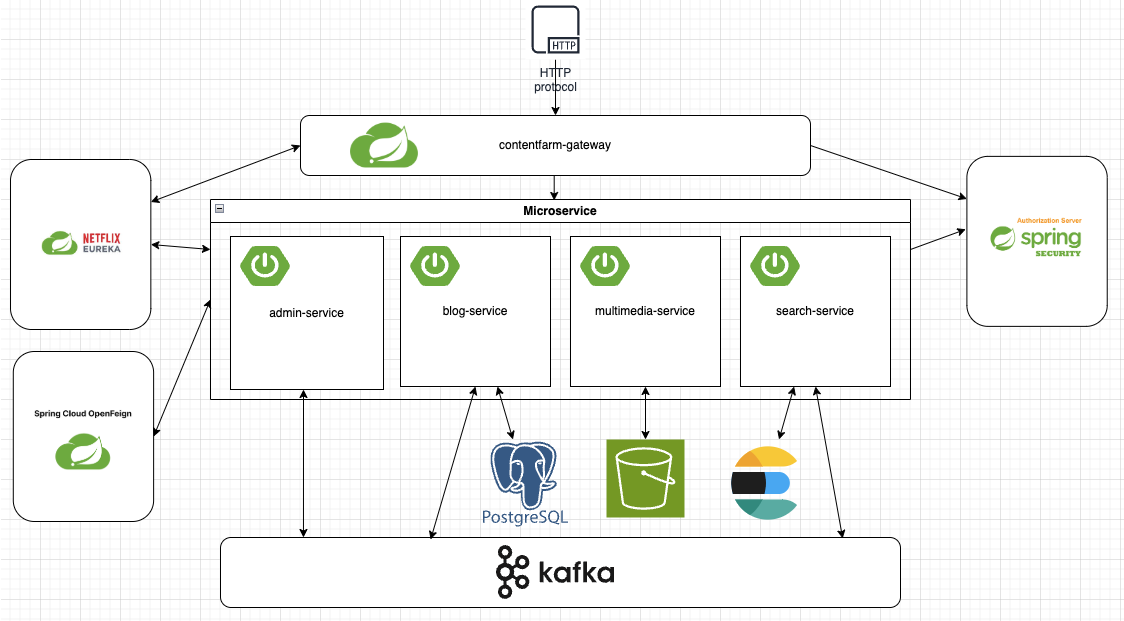 HTTP
HTTP
protocol
contentfarm-gateway
Microservice
NETFLIX
EUREKA
Authorization Server
spring
SECURITY
admin-service
blog-service
multimedia-service
search-service
Spring Cloud OpenFeign
PostgreSQL
kafka